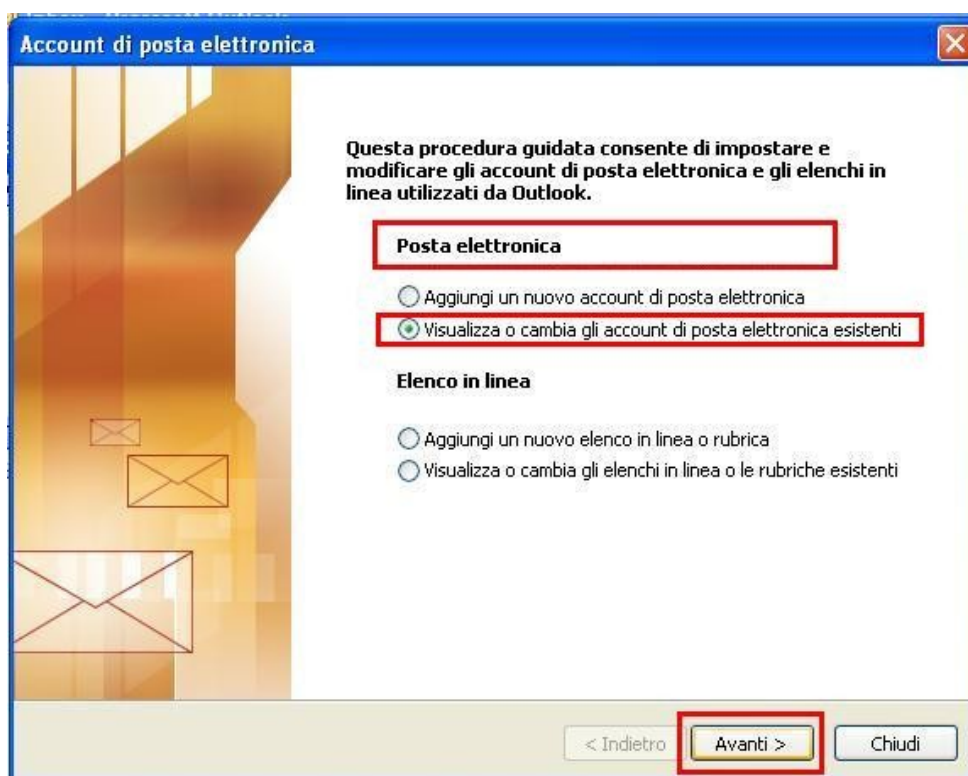 Inbox - Microsoft Outlook
Account di posta elettronica
Questa procedura guidata consente di impostare e
modificare gli account di posta elettronica e gli elenchi in
linea utilizzati da Outlook.
Posta elettronica
Aggiungi un nuovo account di posta elettronica
Visualizza o cambia gli account di posta elettronica esistenti
Elenco in linea
Aggiungi un nuovo elenco in linea o rubrica
Visualizza o cambia gli elenchi in linea o le rubriche esistenti
< Indietro Avanti > Chiudi